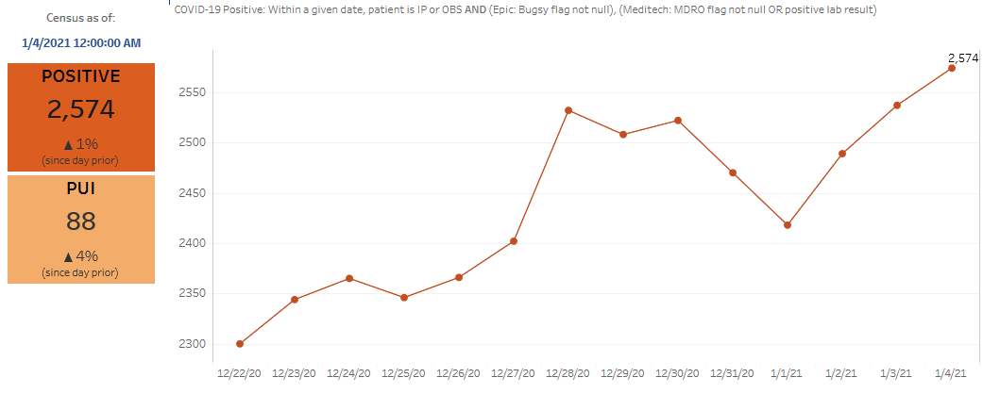 Census as of:
1/4/2021 12:00:00 AM
POSITIVE
2,574
▲1%
(since day prior)
PUI
88
▲4%
(since day prior)
COVID-19 Positive: Within a given date, patient is IP or OBS AND (Epic: Bugsy flag not null), (Meditech: MDRO flag not null OR positive lab result)
2,574
2550
2500
2450
2400
2350
2300
12/22/20 12/23/20 12/24/20 12/25/20 12/26/20 12/27/20 12/28/20 12/29/20 12/30/20 12/31/20 1/1/21 1/2/21 1/3/21 1/4/21